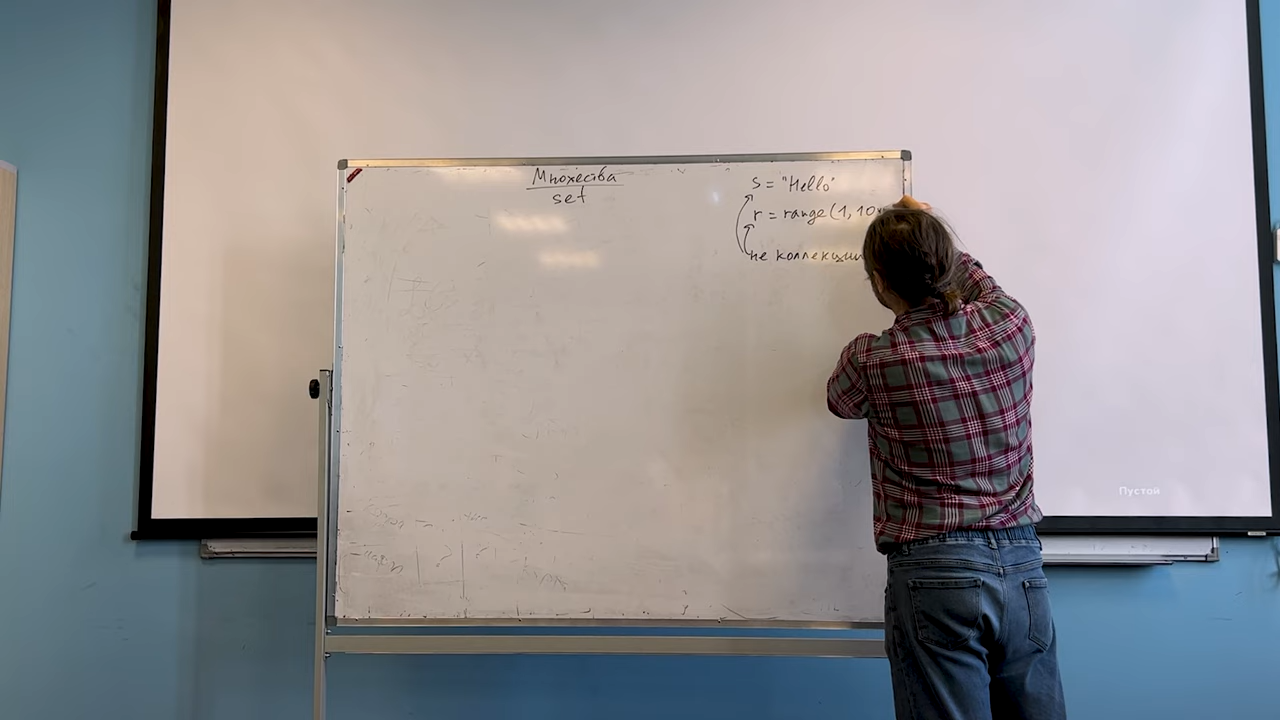 Множества
set
s = "Hello"
r = range(1, 10
не коллекции
Пустой